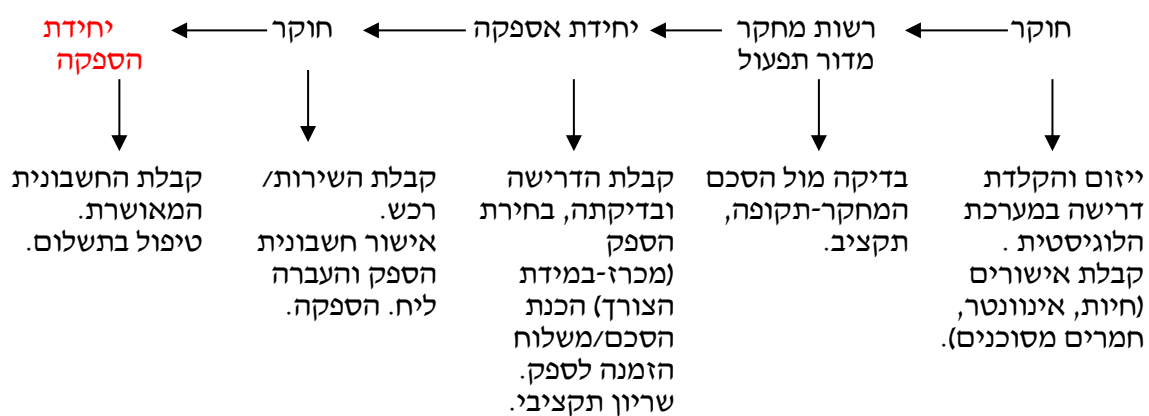 חוקר
רשות מחקר
מדור תפעול
יחידת אספקה
חוקר
יחידת
הספקה
ייזום והקלדת
דרישה במערכת
הלוגיסטית .
קבלת אישורים
(חיות, אינוונטר,
חמרים מסוכנים).
בדיקה מול הסכם
המחקר-תקופה,
תקציב.
קבלת הדרישה
ובדיקתה, בחירת
הספק
(מכרז-במידת
הצורך) הכנת
הסכם/משלוח
הזמנה לספק.
שריון תקציבי.
קבלת השירות/
רכש.
אישור חשבונית
הספק והעברה
ליח. הספקה.
קבלת החשבונית
המאושרת.
טיפול בתשלום.